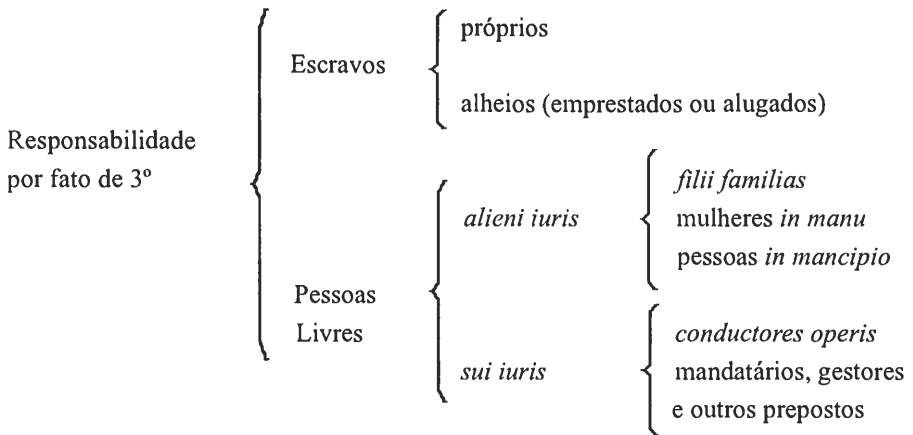 Responsabilidade
por fato de 3º
Escravos
próprios
alheios (emprestados ou alugados)
Pessoas
Livres
alieni iuris
filii familias
mulheres in manu
pessoas in mancipio
sui iuris
conductores operis
mandatários, gestores
e outros prepostos